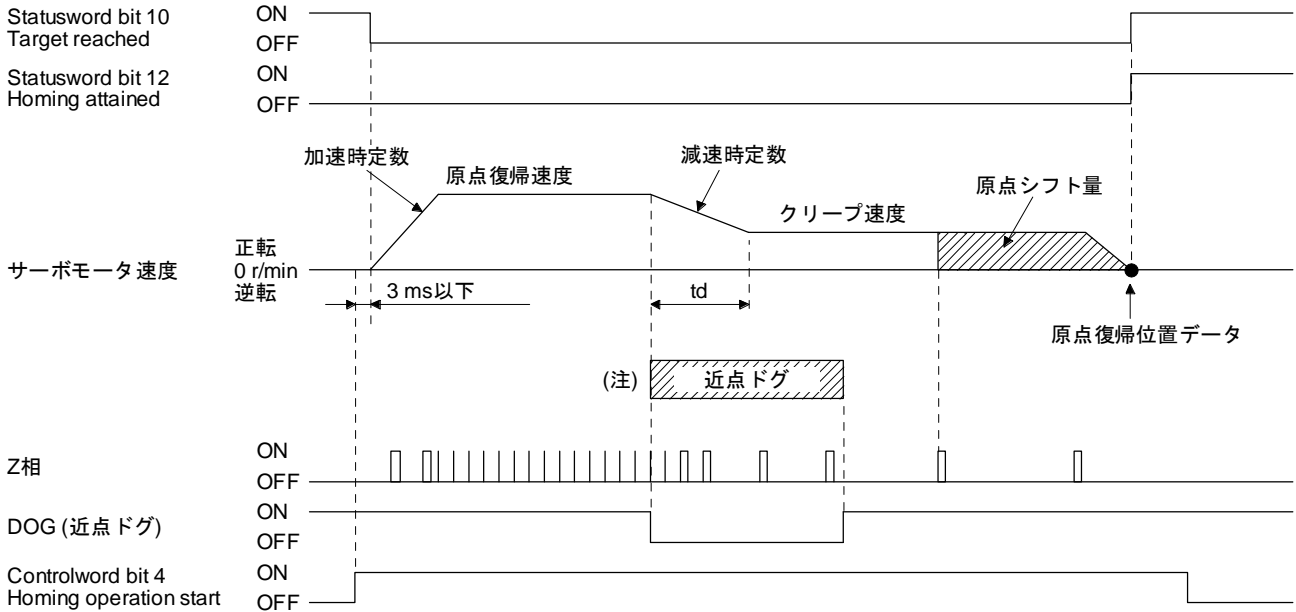 Statusword bit 10
Target reached
ON
OFF
Statusword bit 12
Homing attained
ON
OFF
加速時定数
原点復帰速度
減速時定数
クリープ速度
原点シフト量
サーボモータ速度
正転
0 r/min
逆転
3 ms以下
td
原点復帰位置データ
(注)
近点ドグ
Z相
ON
OFF
DOG (近点ドグ)
ON
OFF
Controlword bit 4
Homing operation start
ON
OFF